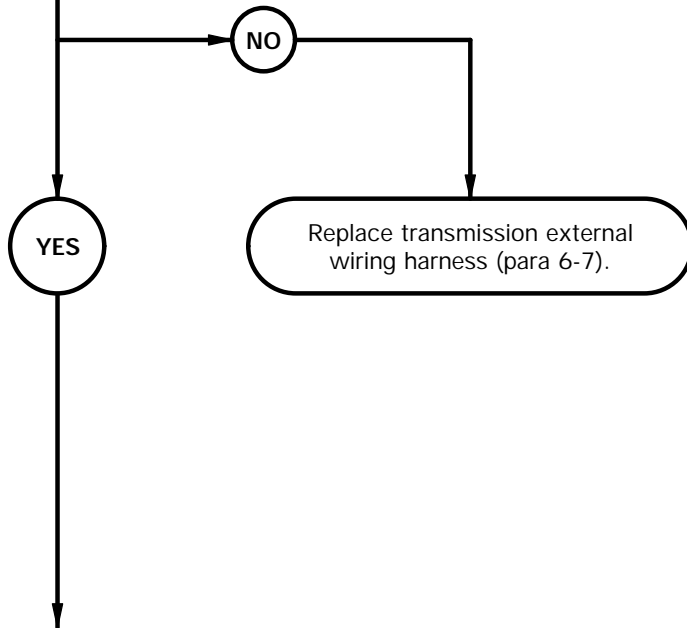 NO
YES
Replace transmission external
wiring harness (para 6-7).